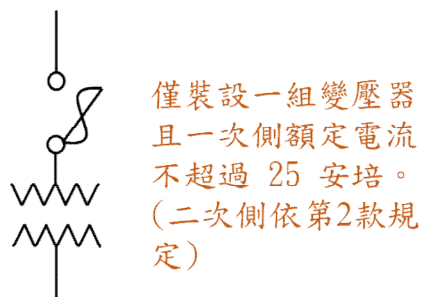 僅裝設一組變壓器
且一次側額定電流
不超過 25 安培。
(二次側依第2款規
定)